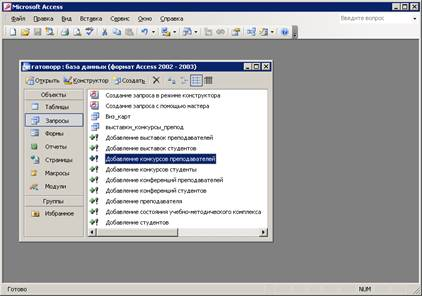 Microsoft Access
Файл Правка Вид Вставка Сервис Окно Справка
Введите вопрос
гатоворр : база данных (формат Access 2002 - 2003)
Открыть Конструктор Создать
Объекты
Таблицы
Запросы
Формы
Отчеты
Страницы
Макросы
Модули
Группы
Избранное
Создание запроса в режиме конструктора
Создание запроса с помощью мастера
Виз_карт
выставки_конкурсы_препод
Добавление выставок преподавателей
Добавление выставок студентов
Добавление конкурсов преподавателей
Добавление конкурсов студенты
Добавление конференций преподавателей
Добавление конференций студентов
Добавление преподавателя
Добавление состояния учебно-методического комплекса
Добавление студентов
Готово
NUM